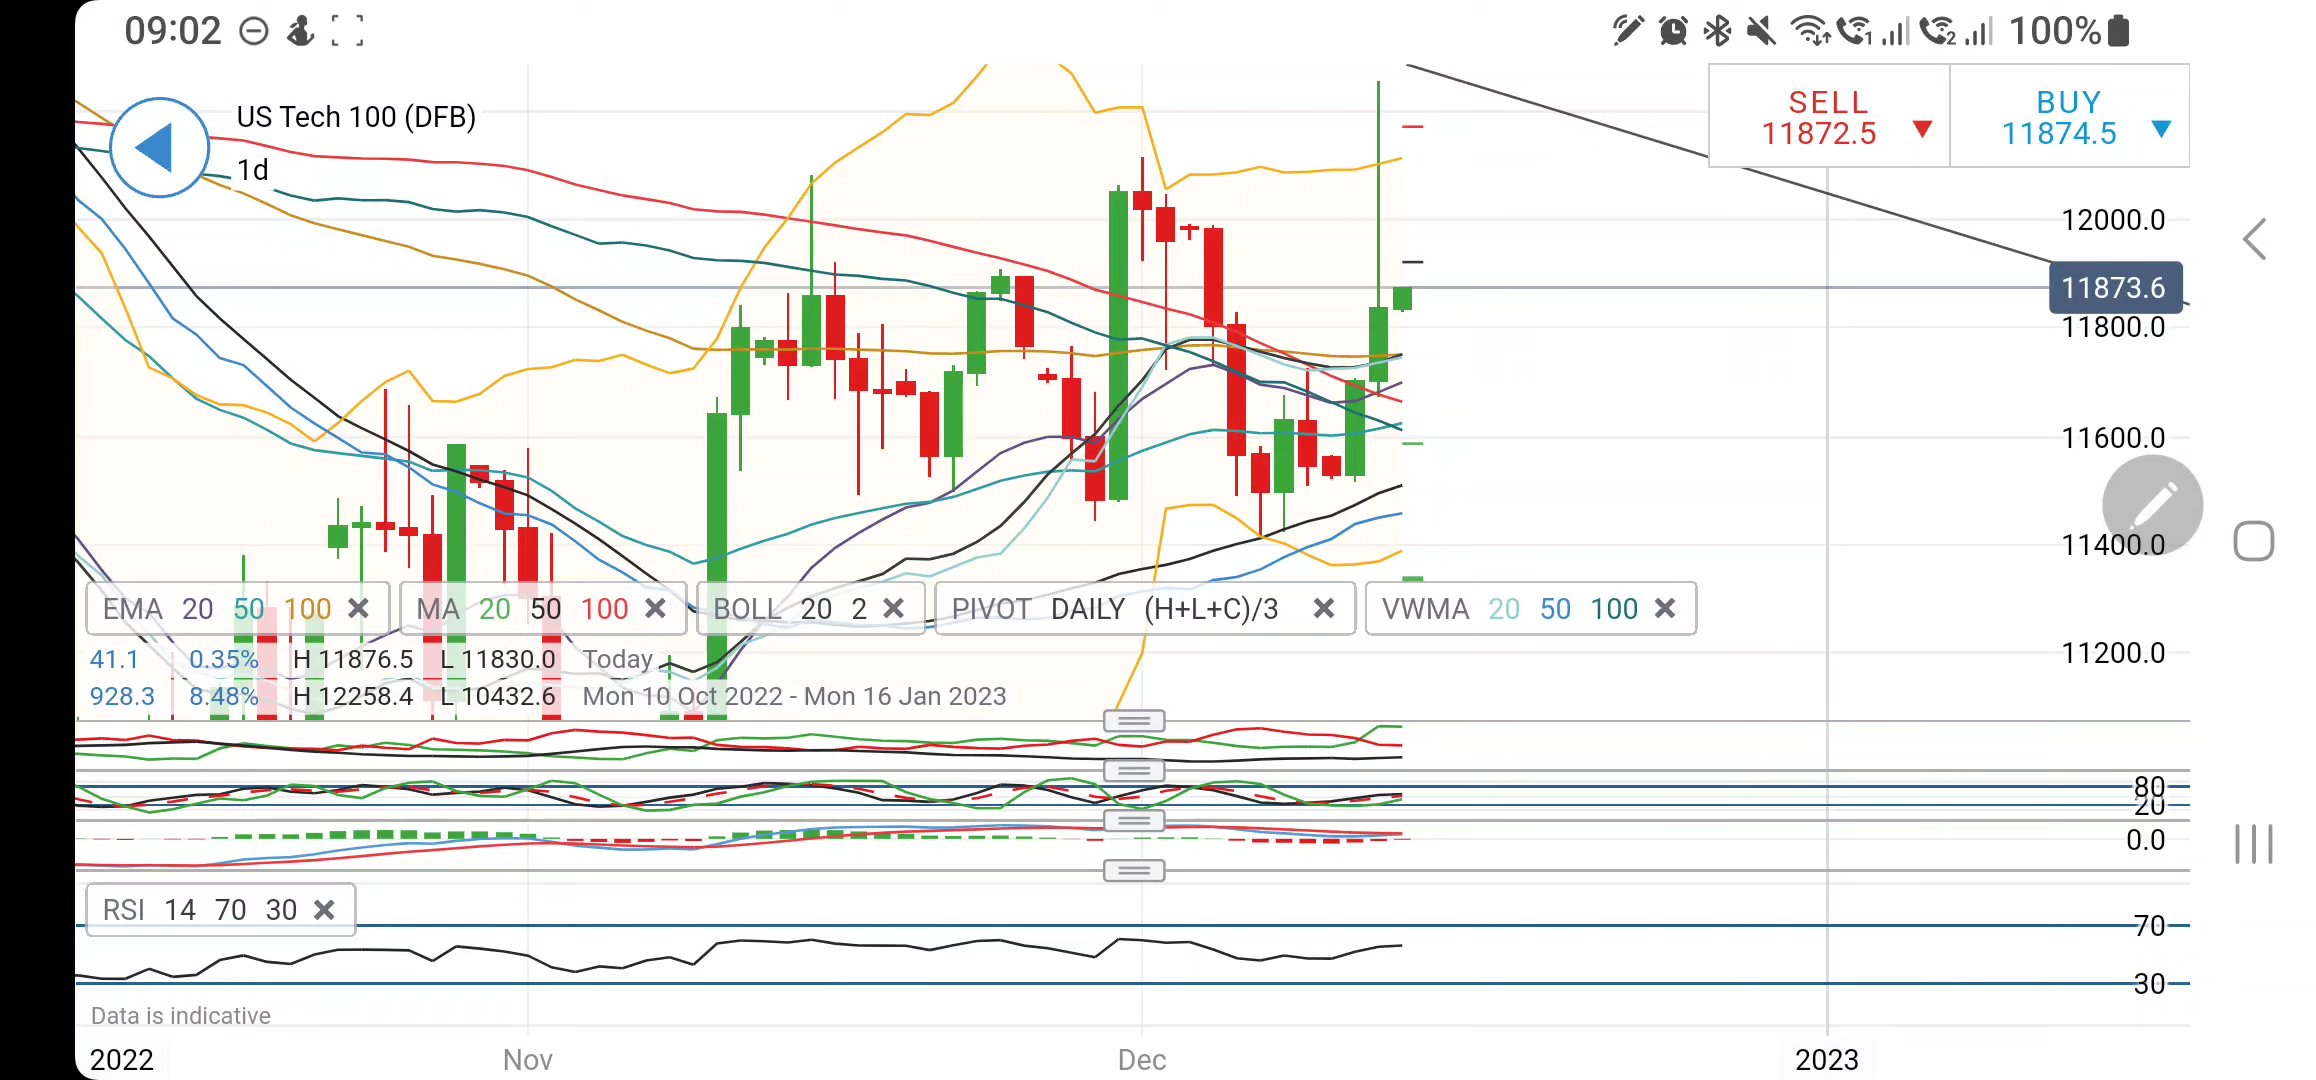 09:02 100%
US Tech 100 (DFB)
1d
SELL BUY
11872.5 11874.5
12000.0
11873.6
11800.0
11600.0
11400.0
EMA 20 50 100 MA 20 50 100 BOLL 20 2 PIVOT DAILY (H+L+C)/3 VWMA 20 50 100
11200.0
41.1 0.35% H 11876.5 L 11830.0 Today
928.3 8.48% H 12258.4 L 10432.6 Mon 10 Oct 2022 - Mon 16 Jan 2023
80
20
0.0
RSI 14 70 30
70
30
Data is indicative
2022 Nov Dec 2023